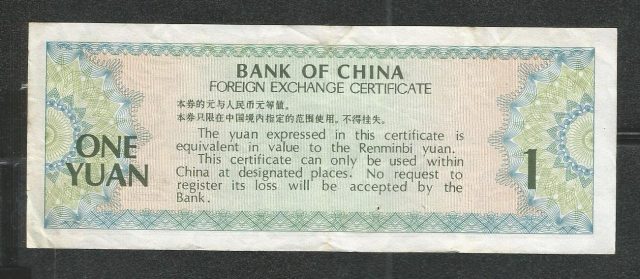 BANK OF CHINA
FOREIGN EXCHANGE CERTIFICATE
本券的元与人民币元等值。
本券只限在中国境内指定的范围使用，不得挂失。
The yuan expressed in this certificate is
equivalent in value to the Renminbi yuan.
This certificate can only be used within
China at designated places. No request to
register its loss will be accepted by the
Bank.
ONE
YUAN
1